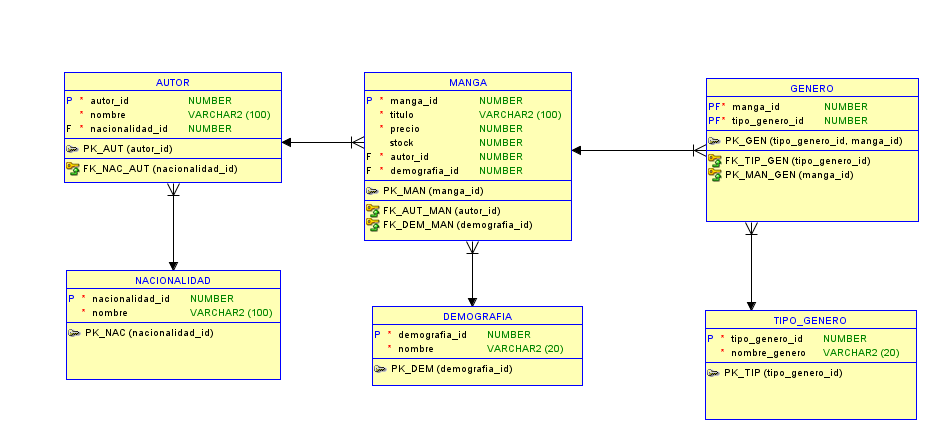 AUTOR
P * autor_id NUMBER
* nombre VARCHAR2 (100)
F * nacionalidad_id NUMBER
PK_AUT (autor_id)
FK_NAC_AUT (nacionalidad_id)
MANGA
P * manga_id NUMBER
* titulo VARCHAR2 (100)
* precio NUMBER
stock NUMBER
F * autor_id NUMBER
F * demografia_id NUMBER
PK_MAN (manga_id)
FK_AUT_MAN (autor_id)
FK_DEM_MAN (demografia_id)
GENERO
PF* manga_id NUMBER
PF* tipo_genero_id NUMBER
PK_GEN (tipo_genero_id, manga_id)
FK_TIP_GEN (tipo_genero_id)
PK_MAN_GEN (manga_id)
NACIONALIDAD
P * nacionalidad_id NUMBER
* nombre VARCHAR2 (100)
PK_NAC (nacionalidad_id)
DEMOGRAFIA
P * demografia_id NUMBER
* nombre VARCHAR2 (20)
PK_DEM (demografia_id)
TIPO_GENERO
P * tipo_genero_id NUMBER
* nombre_genero VARCHAR2 (20)
PK_TIP (tipo_genero_id)